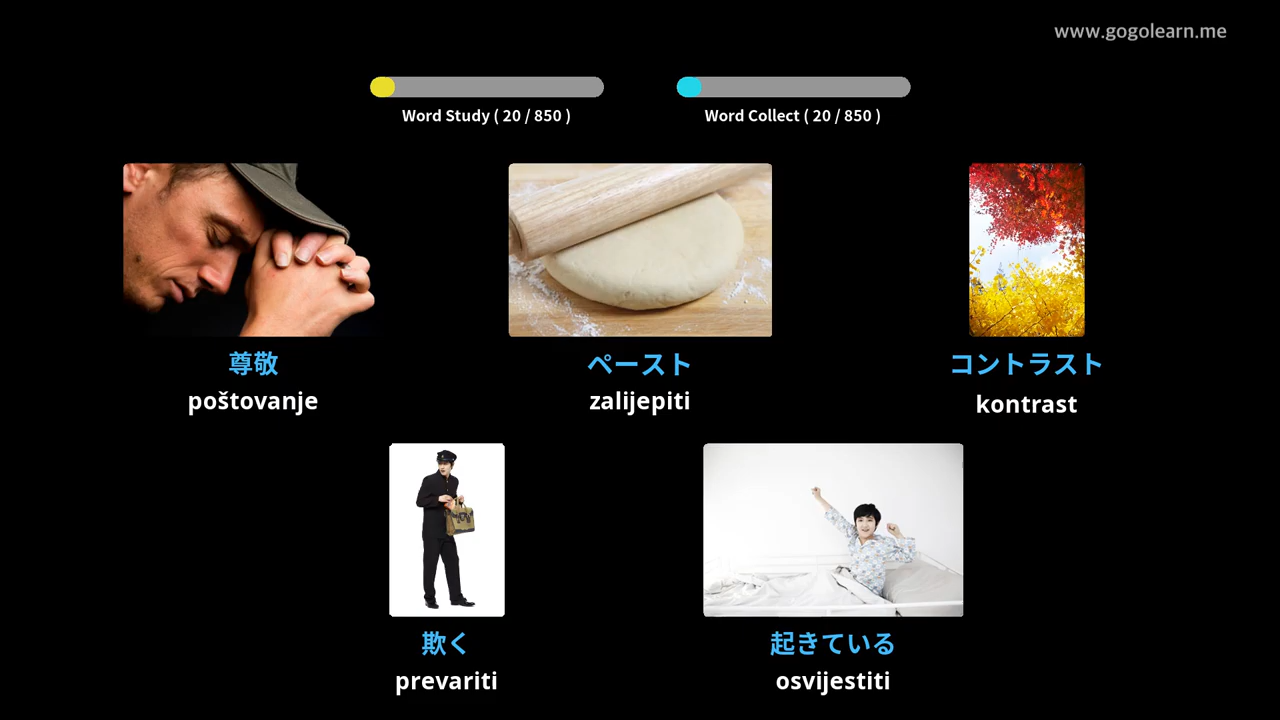 www.gogolearn.me
Word Study ( 20 / 850 )
Word Collect ( 20 / 850 )
尊敬
poštovanje
ペースト
zalijepiti
コントラスト
kontrast
欺く
prevariti
起きている
osvijestiti